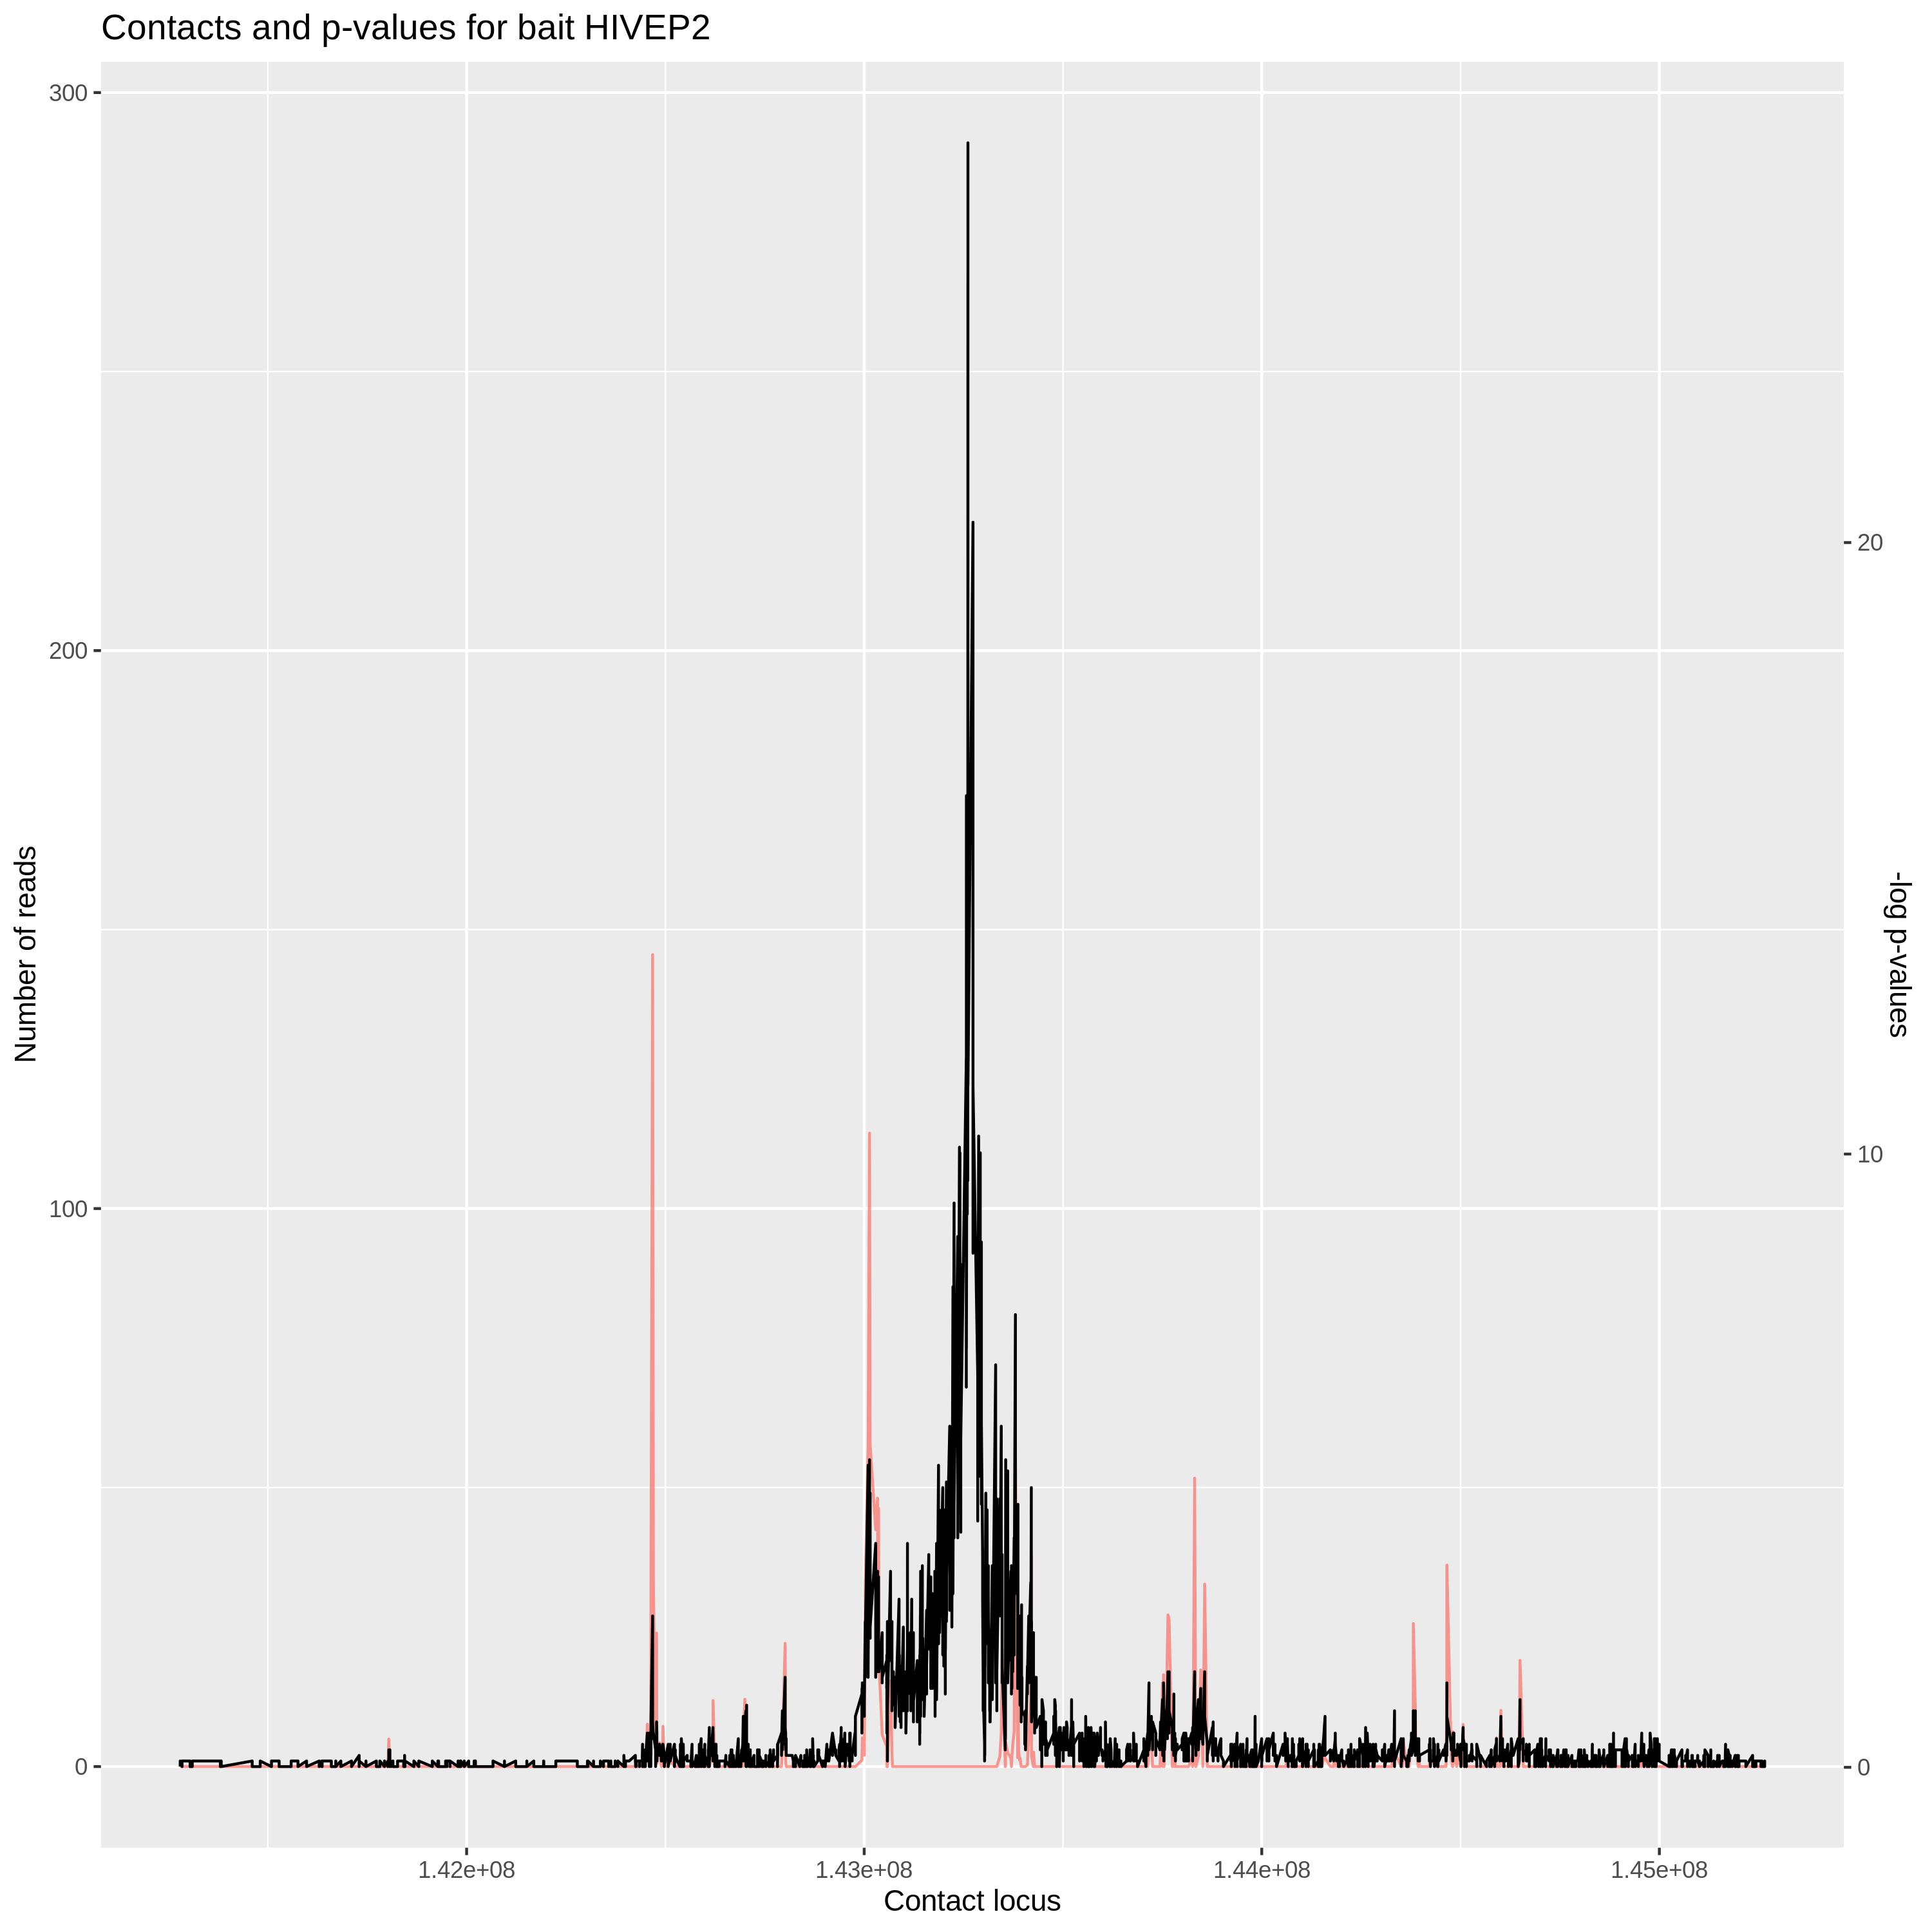 Contacts and p-values for bait HIVEP2
300
200
100
0
Number of reads
20
10
0
-log p-values
1.42e+08
1.43e+08
1.44e+08
1.45e+08
Contact locus